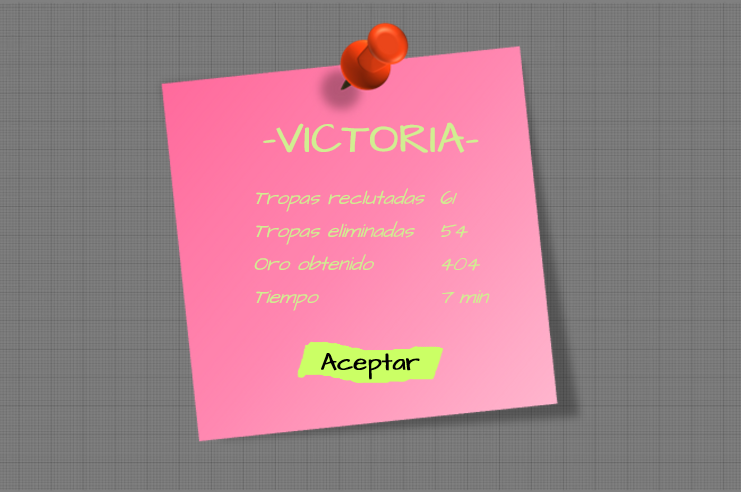 -VICTORIA-
Tropas reclutadas 61
Tropas eliminadas 54
Oro obtenido 404
Tiempo 7 min
Aceptar